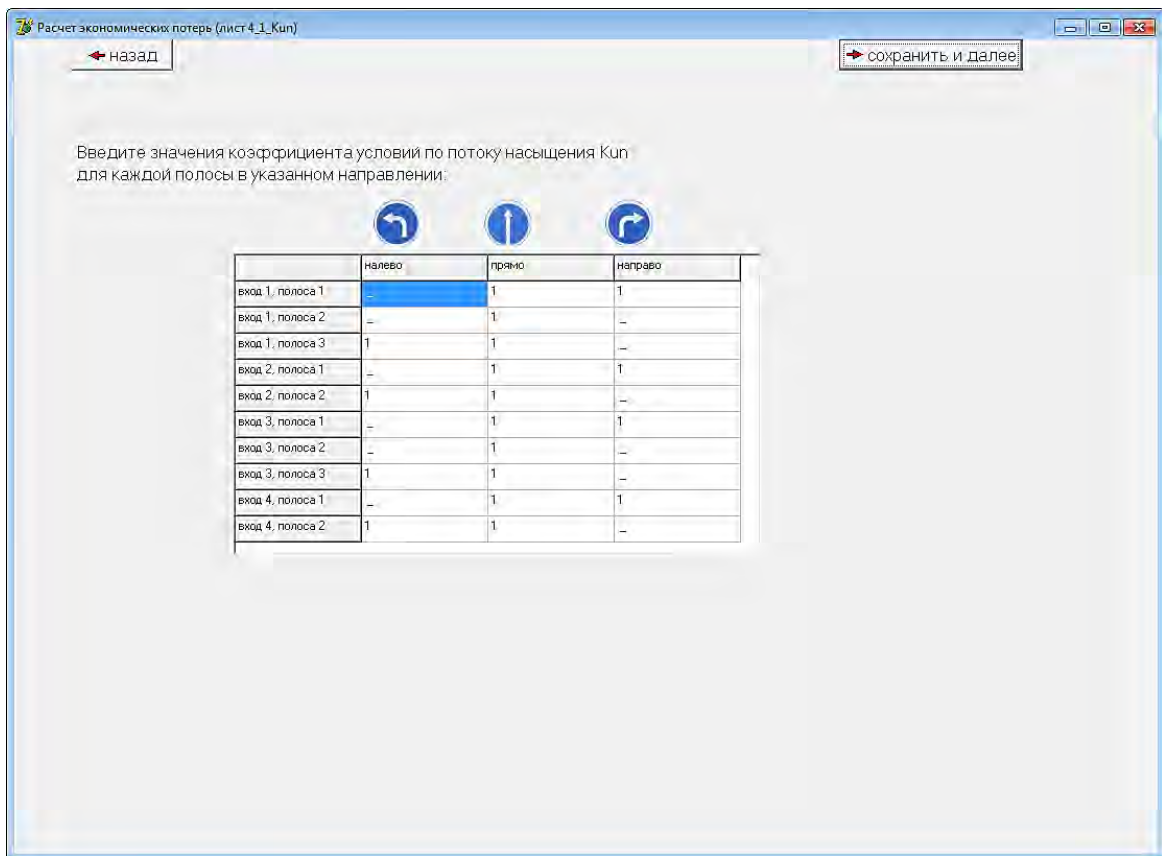 Расчет экономических потерь (лист 4_1_Kun)
назад
сохранить и далее
Введите значения коэффициента условий по потоку насыщения Kun
для каждой полосы в указанном направлении:
налево прямо направо
вход 1, полоса 1 _ 1 1
вход 1, полоса 2 _ 1 _
вход 1, полоса 3 1 1 _
вход 2, полоса 1 _ 1 1
вход 2, полоса 2 1 1 _
вход 3, полоса 1 _ 1 1
вход 3, полоса 2 _ 1 _
вход 3, полоса 3 1 1 _
вход 4, полоса 1 _ 1 1
вход 4, полоса 2 1 1 _